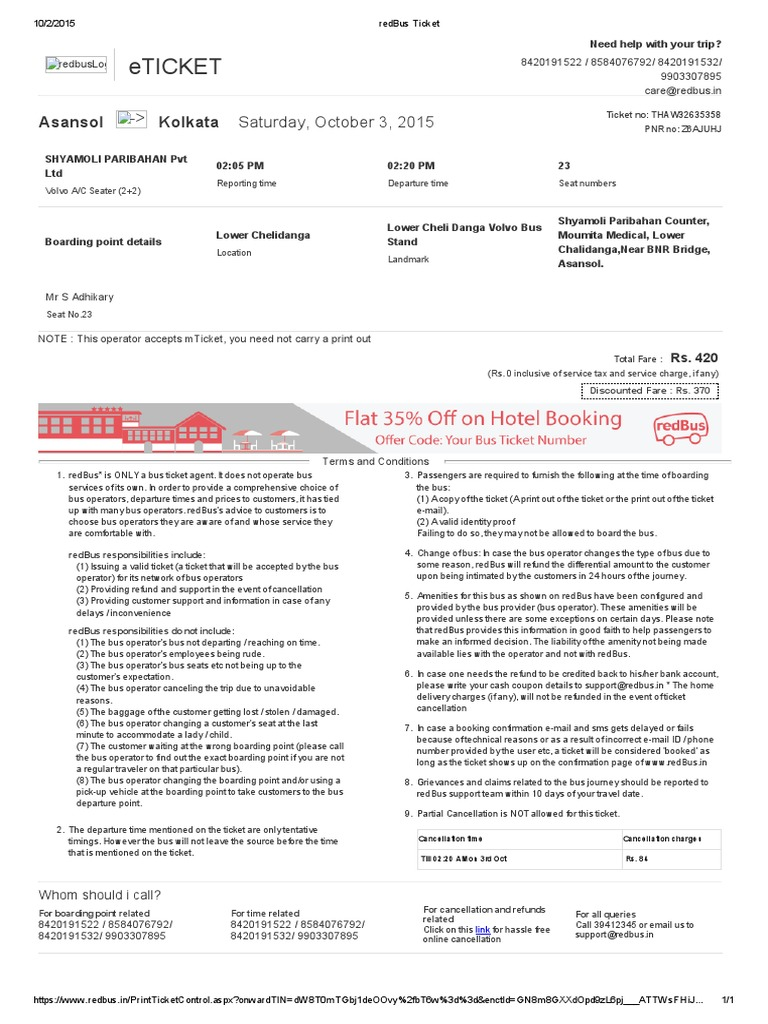 10/2/2015
redBus Ticket
redbusLo
eTICKET
Need help with your trip?
8420191522 / 8584076792/ 8420191532/
9903307895
care@redbus.in
Asansol -> Kolkata Saturday, October 3, 2015
Ticket no: THAW32635358
PNR no: Z6AJUHJ
SHYAMOLI PARIBAHAN Pvt
Ltd
Volvo A/C Seater (2+2)
02:05 PM
Reporting time
02:20 PM
Departure time
23
Seat numbers
Boarding point details
Lower Chelidanga
Location
Lower Cheli Danga Volvo Bus
Stand
Landmark
Shyamoli Paribahan Counter,
Moumita Medical, Lower
Chalidanga,Near BNR Bridge,
Asansol.
Mr S Adhikary
Seat No.23
NOTE : This operator accepts mTicket, you need not carry a print out
Total Fare : Rs. 420
(Rs. 0 inclusive of service tax and service charge, if any)
Discounted Fare : Rs. 370
Flat 35% Off on Hotel Booking
Offer Code: Your Bus Ticket Number
redBus
Terms and Conditions
1. redBus* is ONLY a bus ticket agent. It does not operate bus
services of its own. In order to provide a comprehensive choice of
bus operators, departure times and prices to customers, it has tied
up with many bus operators. redBus's advice to customers is to
choose bus operators they are aware of and whose service they
are comfortable with.
redBus responsibilities include:
(1) Issuing a valid ticket (a ticket that will be accepted by the bus
operator) for its network of bus operators
(2) Providing refund and support in the event of cancellation
(3) Providing customer support and information in case of any
delays / inconvenience
redBus responsibilities do not include:
(1) The bus operator's bus not departing / reaching on time.
(2) The bus operator's employees being rude.
(3) The bus operator's bus seats etc not being up to the
customer's expectation.
(4) The bus operator canceling the trip due to unavoidable
reasons.
(5) The baggage of the customer getting lost / stolen / damaged.
(6) The bus operator changing a customer's seat at the last
minute to accommodate a lady / child.
(7) The customer waiting at the wrong boarding point (please call
the bus operator to find out the exact boarding point if you are not
a regular traveler on that particular bus).
(8) The bus operator changing the boarding point and/or using a
pick-up vehicle at the boarding point to take customers to the bus
departure point.
2. The departure time mentioned on the ticket are only tentative
timings. However the bus will not leave the source before the time
that is mentioned on the ticket.
3. Passengers are required to furnish the following at the time of boarding
the bus:
(1) A copy of the ticket (A print out of the ticket or the print out of the ticket
e-mail).
(2) A valid identity proof
Failing to do so, they may not be allowed to board the bus.
4. Change of bus: In case the bus operator changes the type of bus due to
some reason, redBus will refund the differential amount to the customer
upon being intimated by the customers in 24 hours of the journey.
5. Amenities for this bus as shown on redBus have been configured and
provided by the bus provider (bus operator). These amenities will be
provided unless there are some exceptions on certain days. Please note
that redBus provides this information in good faith to help passengers to
make an informed decision. The liability of the amenity not being made
available lies with the operator and not with redBus.
6. In case one needs the refund to be credited back to his/her bank account,
please write your cash coupon details to support@redbus.in * The home
delivery charges (if any), will not be refunded in the event of ticket
cancellation
7. In case a booking confirmation e-mail and sms gets delayed or fails
because of technical reasons or as a result of incorrect e-mail ID / phone
number provided by the user etc, a ticket will be considered 'booked' as
long as the ticket shows up on the confirmation page of www.redBus.in
8. Grievances and claims related to the bus journey should be reported to
redBus support team within 10 days of your travel date.
9. Partial Cancellation is NOT allowed for this ticket.
Cancellation time Cancellation charges
Till 02:20 AM on 3rd Oct Rs. 84
Whom should i call?
For boarding point related
8420191522 / 8584076792/
8420191532/ 9903307895
For time related
8420191522 / 8584076792/
8420191532/ 9903307895
For cancellation and refunds
related
Click on this link for hassle free
online cancellation
For all queries
Call 39412345 or email us to
support@redbus.in
https://www.redbus.in/PrintTicketControl.aspx?onwardTIN=dW8T0mTGbj1deOOvy%2fbT6w%3d%3d&enctId=GN8m8GXXdOpd9zL6pj___ATTWsFHiJ...
1/1